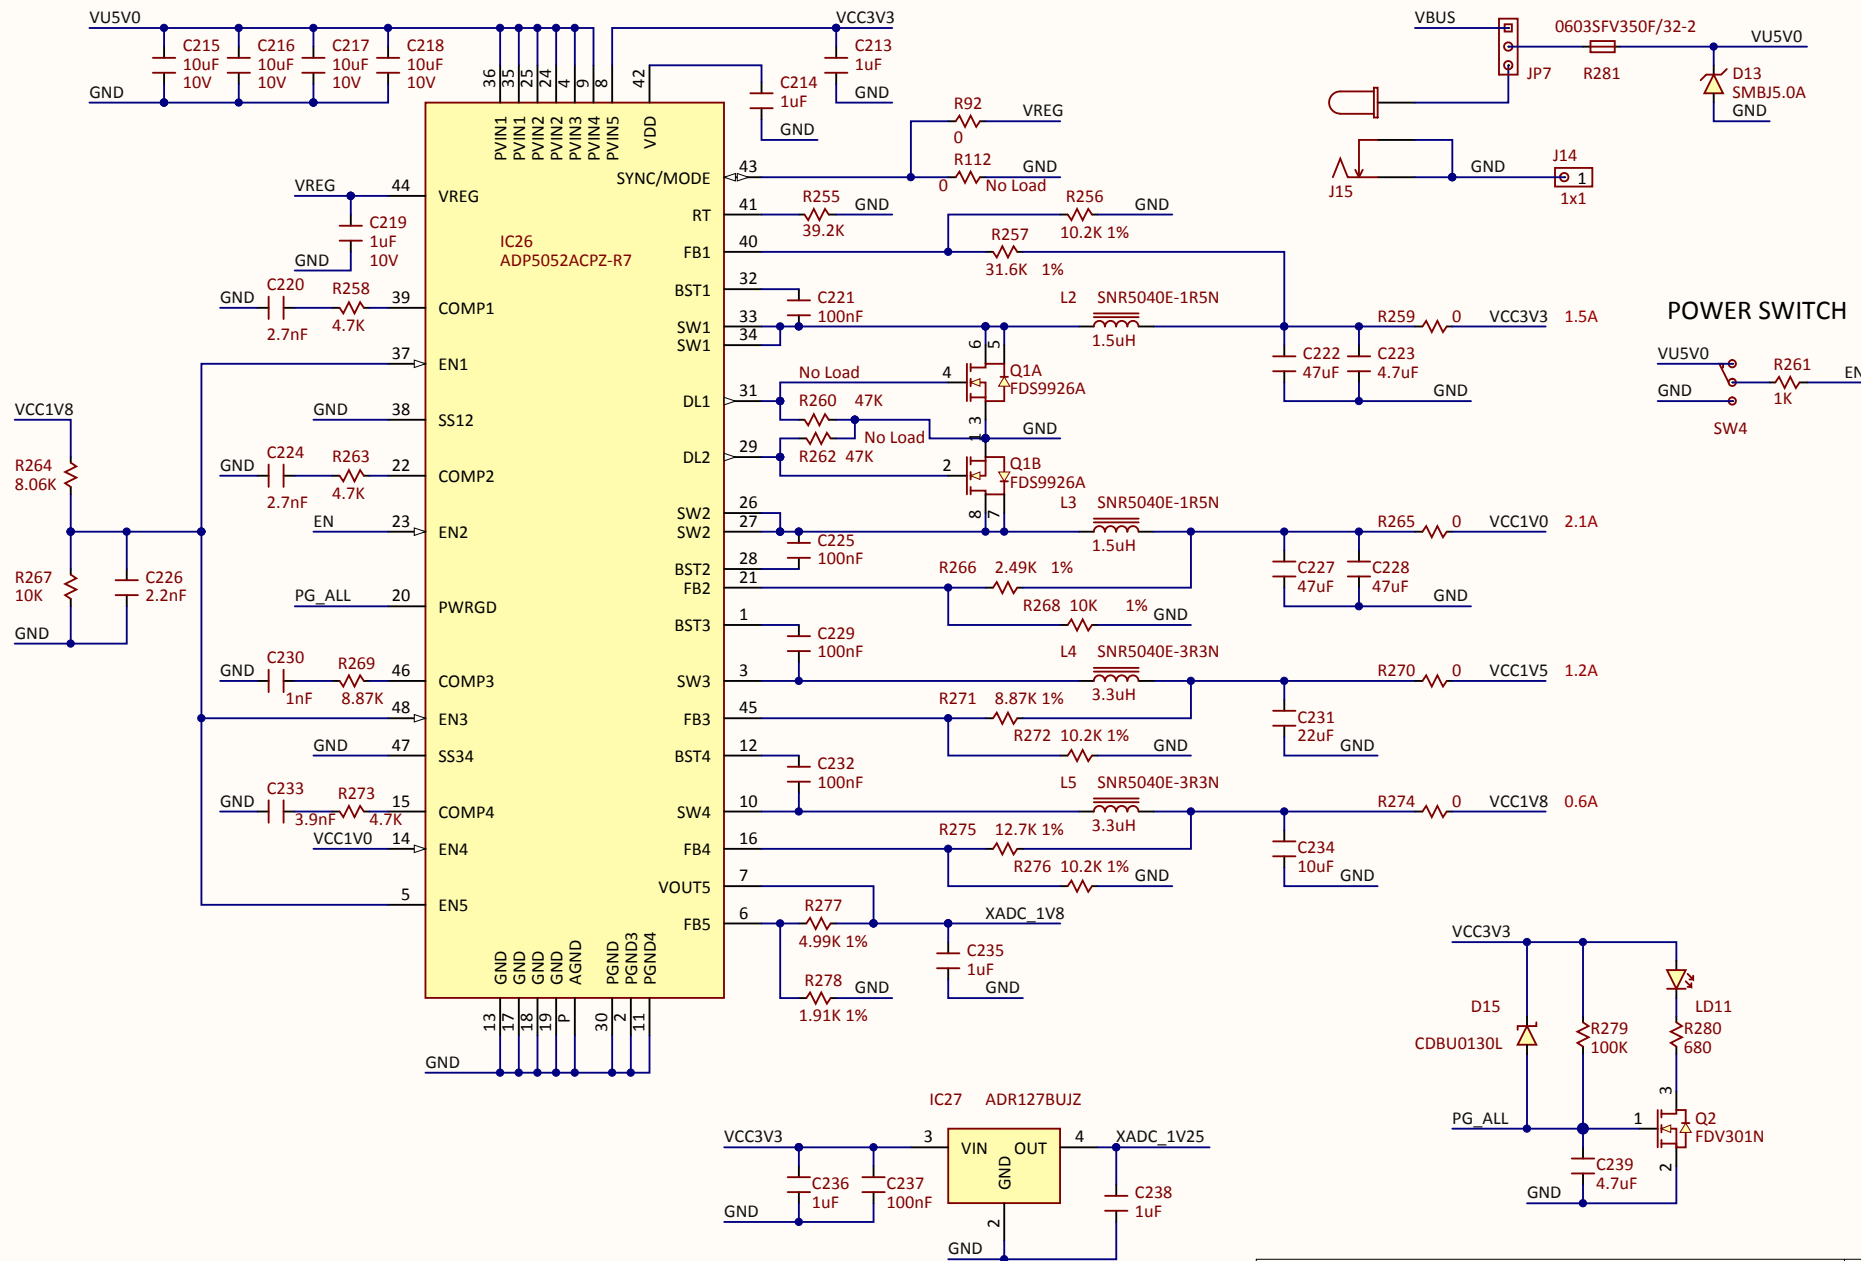 VU5V0
C215
10uF
10V
C216
10uF
10V
C217
10uF
10V
C218
10uF
10V
GND
36
35
25
24
4
9
8
42
VCC3V3
C213
1uF
GND
C214
1uF
GND
PVIN1
PVIN1
PVIN2
PVIN2
PVIN3
PVIN4
PVIN5
VDD
VBUS
JP7
0603SFV350F/32-2
R281
VU5V0
D13
SMBJ5.0A
GND
J15
GND
J14
1
1x1
R92
0
VREG
R112
0
No Load
GND
SYNC/MODE
43
RT
41
R255
39.2K
GND
R256
10.2K 1%
GND
FB1
40
R257
31.6K 1%
VREG
44
VREG
C219
1uF
10V
GND
IC26
ADP5052ACPZ-R7
BST1
32
C221
100nF
SW1
33
SW1
34
L2
SNR5040E-1R5N
1.5uH
R259
0
VCC3V3
1.5A
C222
47uF
C223
4.7uF
GND
GND
C220
2.7nF
R258
4.7K
39
COMP1
37
EN1
POWER SWITCH
VU5V0
GND
SW4
R261
1K
EN
DL1
31
No Load
R260
47K
4
6
5
Q1A
FDS9926A
3
1
GND
DL2
29
No Load
R262
47K
2
Q1B
FDS9926A
8
7
VCC1V8
R264
8.06K
GND
38
SS12
GND
C224
2.7nF
R263
4.7K
22
COMP2
EN
23
EN2
SW2
26
SW2
27
C225
100nF
BST2
28
L3
SNR5040E-1R5N
1.5uH
R265
0
VCC1V0
2.1A
C227
47uF
C228
47uF
GND
R267
10K
C226
2.2nF
GND
PG_ALL
20
PWRGD
FB2
21
R266
2.49K 1%
R268
10K 1%
GND
BST3
1
C229
100nF
SW3
3
L4
SNR5040E-3R3N
3.3uH
R270
0
VCC1V5
1.2A
C231
22uF
GND
GND
C230
1nF
R269
8.87K
46
COMP3
48
EN3
FB3
45
R271
8.87K 1%
R272
10.2K 1%
GND
GND
47
SS34
BST4
12
C232
100nF
SW4
10
L5
SNR5040E-3R3N
3.3uH
R274
0
VCC1V8
0.6A
C234
10uF
GND
GND
C233
3.9nF
R273
4.7K
15
COMP4
VCC1V0
14
EN4
FB4
16
R275
12.7K 1%
R276
10.2K 1%
GND
5
EN5
VOUT5
7
FB5
6
R277
4.99K 1%
XADC_1V8
C235
1uF
GND
R278
1.91K 1%
GND
GND
GND
GND
GND
AGND
PGND
PGND3
PGND4
13
17
18
19
P
30
2
11
GND
VCC3V3
D15
CDBU0130L
R279
100K
LD11
R280
680
PG_ALL
1
3
2
Q2
FDV301N
C239
4.7uF
GND
IC27
ADR127BUJZ
VCC3V3
3
VIN
OUT
GND
4
2
XADC_1V25
C236
1uF
C237
100nF
GND
C238
1uF
GND